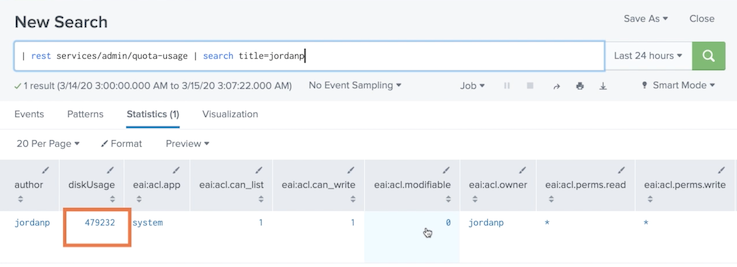 New Search
Save As Close
| rest services/admin/quota-usage | search title=jordanp
Last 24 hours
1 result (3/14/20 3:00:00.000 AM to 3/15/20 3:07:22.000 AM) No Event Sampling Job Smart Mode
Events Patterns Statistics (1) Visualization
20 Per Page Format Preview
author diskUsage eai:acl.app eai:acl.can_list eai:acl.can_write eai:acl.modifiable eai:acl.owner eai:acl.perms.read eai:acl.perms.write
jordanp 479232 system 1 1 0 jordanp * *